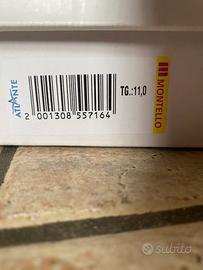 ATLANTE
TG.:11,0
MONTELLO
2 001308 557164
subito